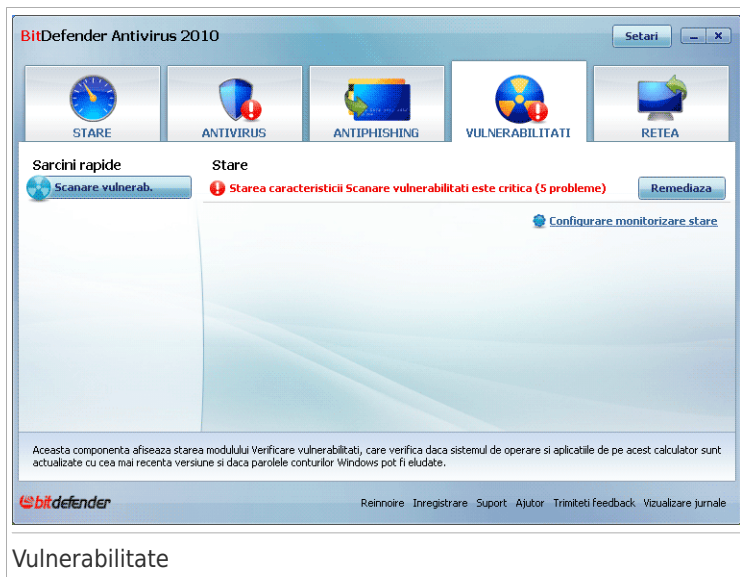 BitDefender Antivirus 2010
Setari
STARE
ANTIVIRUS
ANTIPHISHING
VULNERABILITATI
RETEA
Sarcini rapide
Scanare vulnerab.
Stare
Starea caracteristicii Scanare vulnerabilitati este critica (5 probleme)
Remediaza
Configurare monitorizare stare
Aceasta componenta afiseaza starea modulului Verificare vulnerabilitati, care verifica daca sistemul de operare si aplicatiile de pe acest calculator sunt
actualizate cu cea mai recenta versiune si daca parolele conturilor Windows pot fi eludate.
bitdefender
Reinnoire Inregistrare Suport Ajutor Trimiteti feedback Vizualizare jurnale
Vulnerabilitate